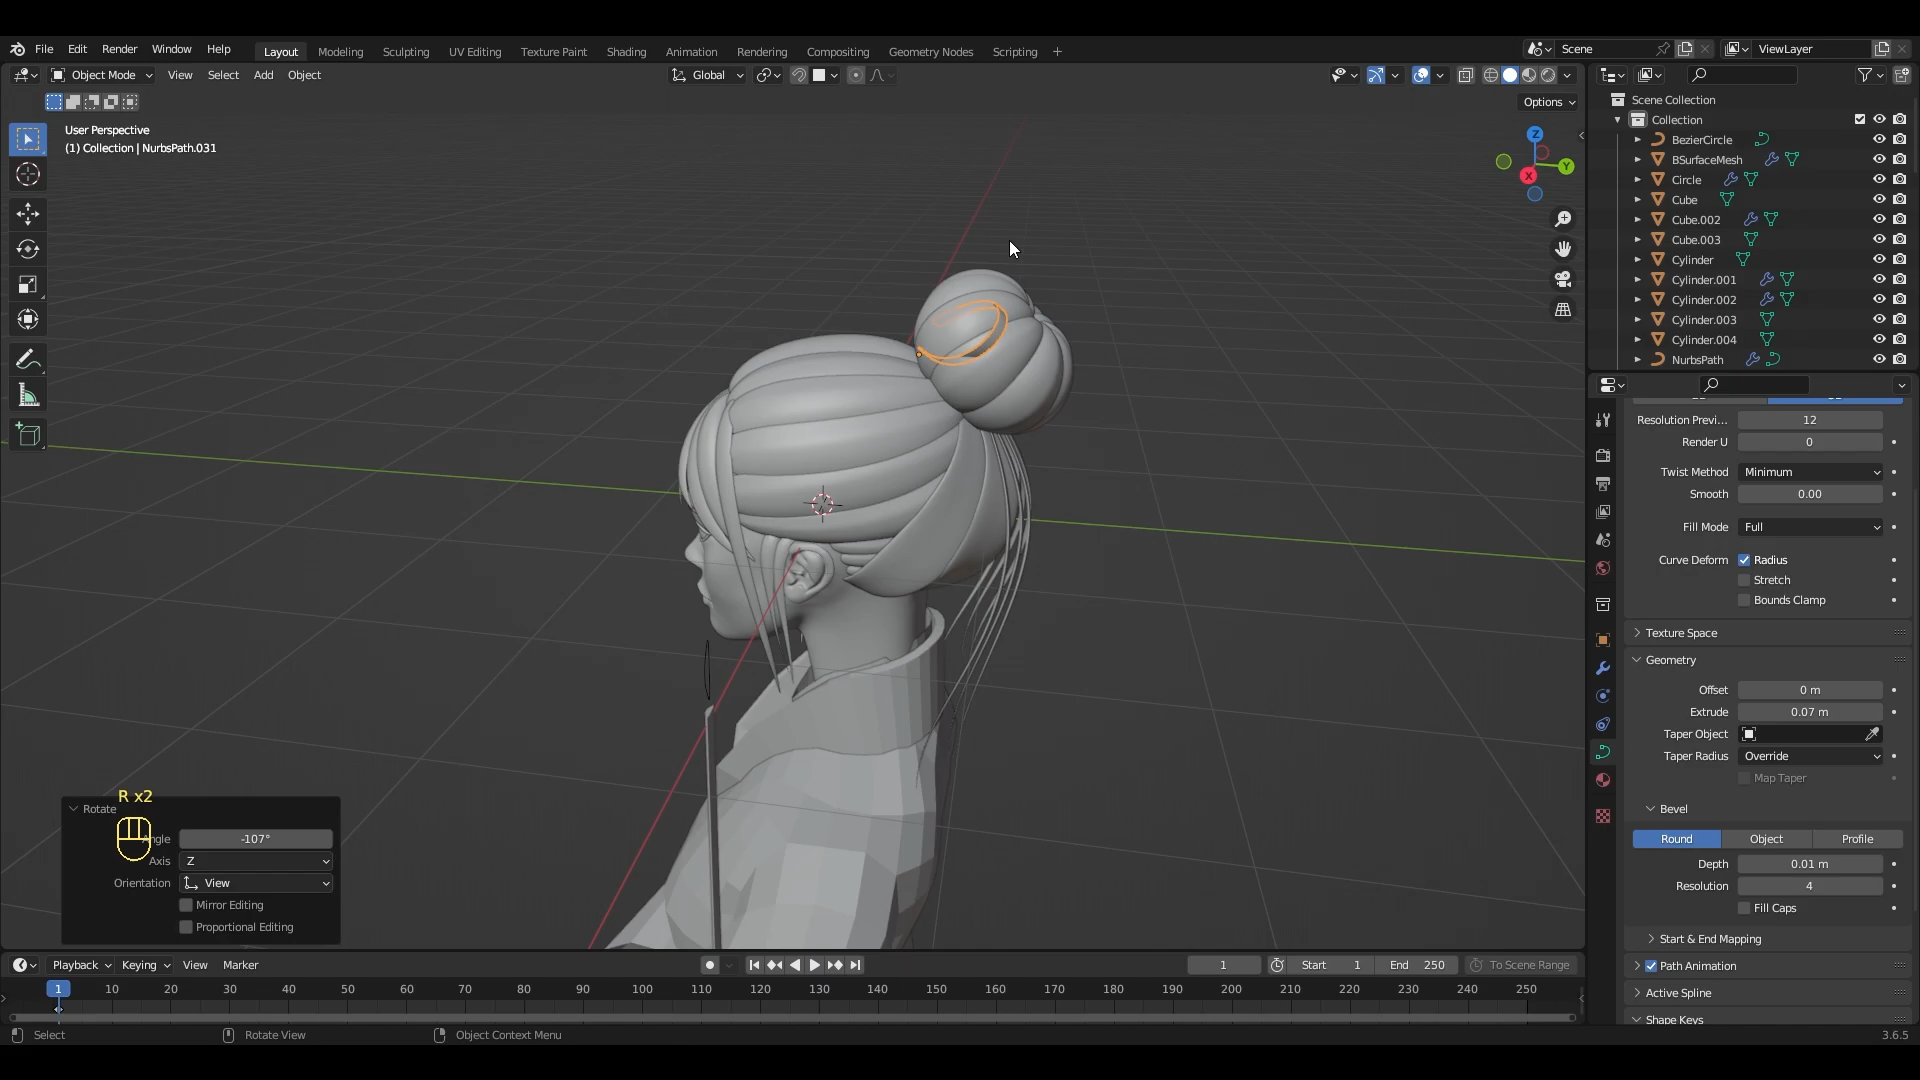 File Edit Render Window Help Layout Modeling Sculpting UV Editing Texture Paint Shading Animation Rendering Compositing Geometry Nodes Scripting + Scene ViewLayer
Object Mode View Select Add Object Global
Options
User Perspective
(1) Collection | NurbsPath.031
Z
Y
X
Scene Collection
Collection
BezierCircle
BSurfaceMesh
Circle
Cube
Cube.002
Cube.003
Cylinder
Cylinder.001
Cylinder.002
Cylinder.003
Cylinder.004
NurbsPath
Resolution Previ... 12
Render U 0
Twist Method Minimum
Smooth 0.00
Fill Mode Full
Curve Deform Radius
Stretch
Bounds Clamp
Texture Space
Geometry
Offset 0 m
Extrude 0.07 m
Taper Object
Taper Radius Override
Map Taper
Bevel
Round Object Profile
Depth 0.01 m
Resolution 4
Fill Caps
Start & End Mapping
Path Animation
Active Spline
Shape Keys
R x2
Rotate
Angle -107°
Axis Z
Orientation View
Mirror Editing
Proportional Editing
Playback Keying View Marker 1 Start 1 End 250 To Scene Range
1 10 20 30 40 50 60 70 80 90 100 110 120 130 140 150 160 170 180 190 200 210 220 230 240 250
Select Rotate View Object Context Menu 3.6.5